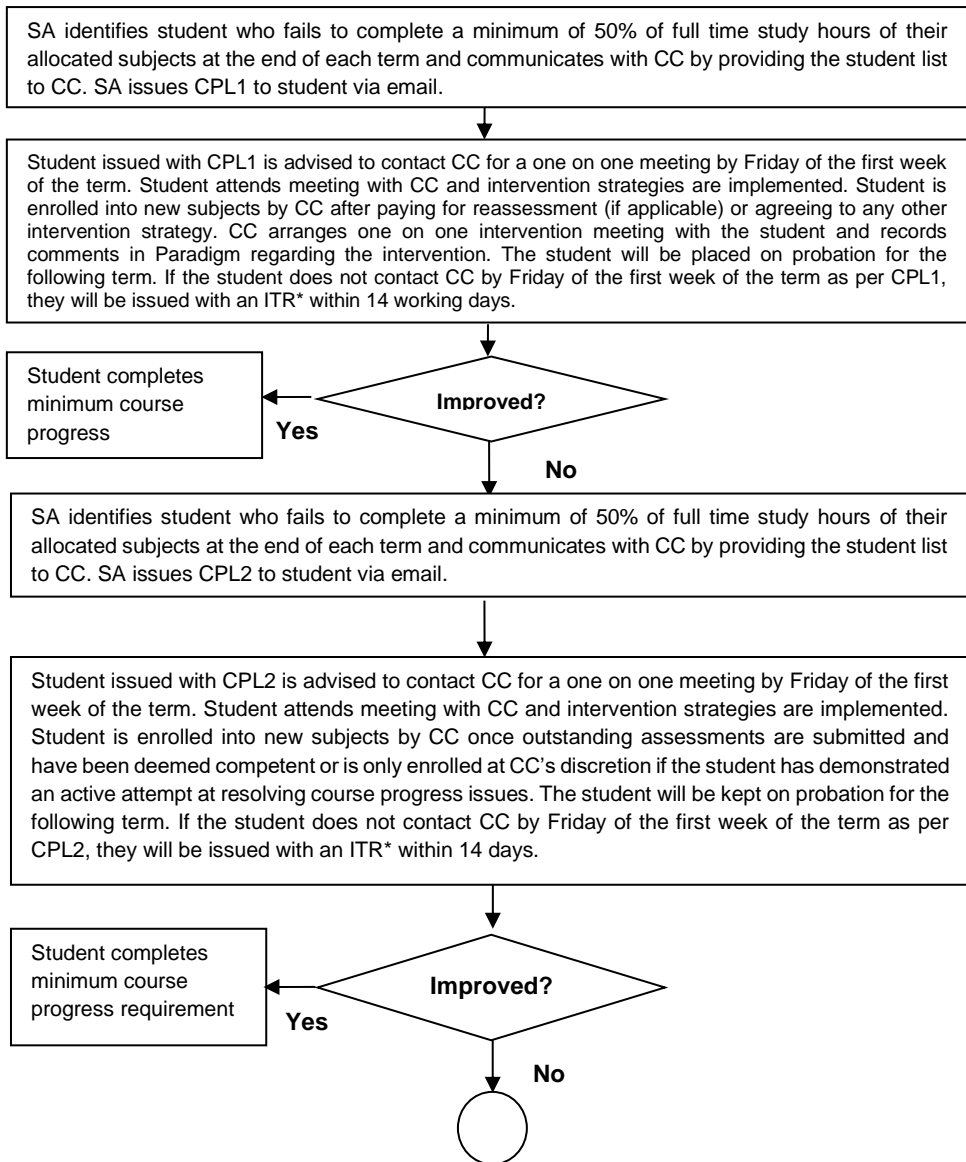 SA identifies student who fails to complete a minimum of 50% of full time study hours of their
allocated subjects at the end of each term and communicates with CC by providing the student list
to CC. SA issues CPL1 to student via email.
Student issued with CPL1 is advised to contact CC for a one on one meeting by Friday of the first week
of the term. Student attends meeting with CC and intervention strategies are implemented. Student is
enrolled into new subjects by CC after paying for reassessment (if applicable) or agreeing to any other
intervention strategy. CC arranges one on one intervention meeting with the student and records
comments in Paradigm regarding the intervention. The student will be placed on probation for the
following term. If the student does not contact CC by Friday of the first week of the term as per CPL1,
they will be issued with an ITR* within 14 working days.
Student completes
minimum course
progress
Improved?
Yes
No
SA identifies student who fails to complete a minimum of 50% of full time study hours of their
allocated subjects at the end of each term and communicates with CC by providing the student list
to CC. SA issues CPL2 to student via email.
Student issued with CPL2 is advised to contact CC for a one on one meeting by Friday of the first
week of the term. Student attends meeting with CC and intervention strategies are implemented.
Student is enrolled into new subjects by CC once outstanding assessments are submitted and
have been deemed competent or is only enrolled at CC’s discretion if the student has demonstrated
an active attempt at resolving course progress issues. The student will be kept on probation for the
following term. If the student does not contact CC by Friday of the first week of the term as per
CPL2, they will be issued with an ITR* within 14 days.
Student completes
minimum course
progress requirement
Improved?
Yes
No